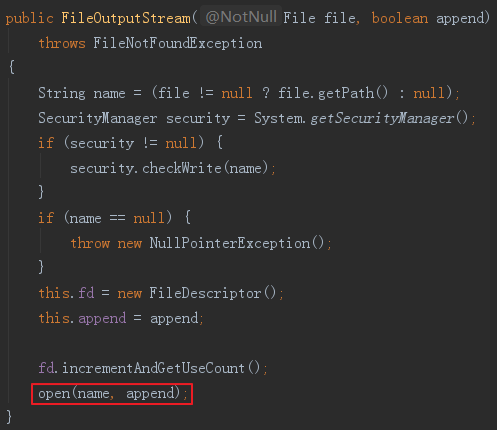 public FileOutputStream( @NotNull File file, boolean append)
throws FileNotFoundException
{
String name = (file != null ? file.getPath() : null);
SecurityManager security = System.getSecurityManager();
if (security != null) {
security.checkWrite(name);
}
if (name == null) {
throw new NullPointerException();
}
this.fd = new FileDescriptor();
this.append = append;
fd.incrementAndGetUseCount();
open(name, append);
}